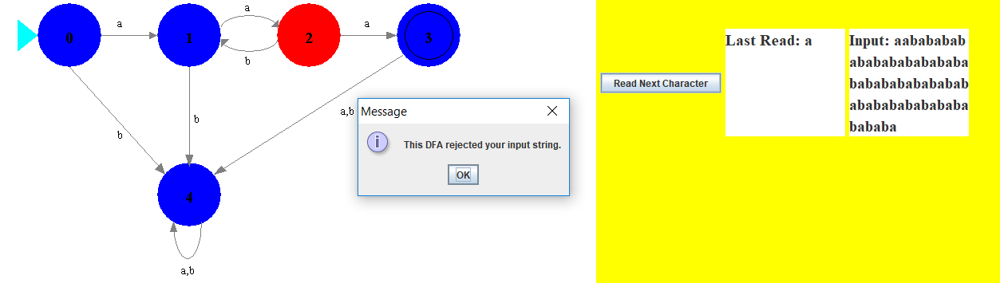 a
a
a
0
1
2
3
b
b
b
a,b
4
a,b
Message
This DFA rejected your input string.
OK
Read Next Character
Last Read: a
Input: aabababab
abababababababa
bababababababab
abababababababa
bababa